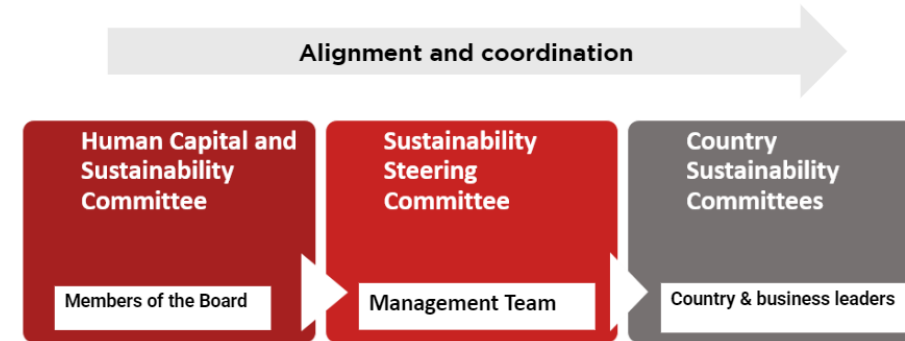 Alignment and coordination
Human Capital and
Sustainability
Committee
Members of the Board
Sustainability
Steering
Committee
Management Team
Country
Sustainability
Committees
Country & business leaders